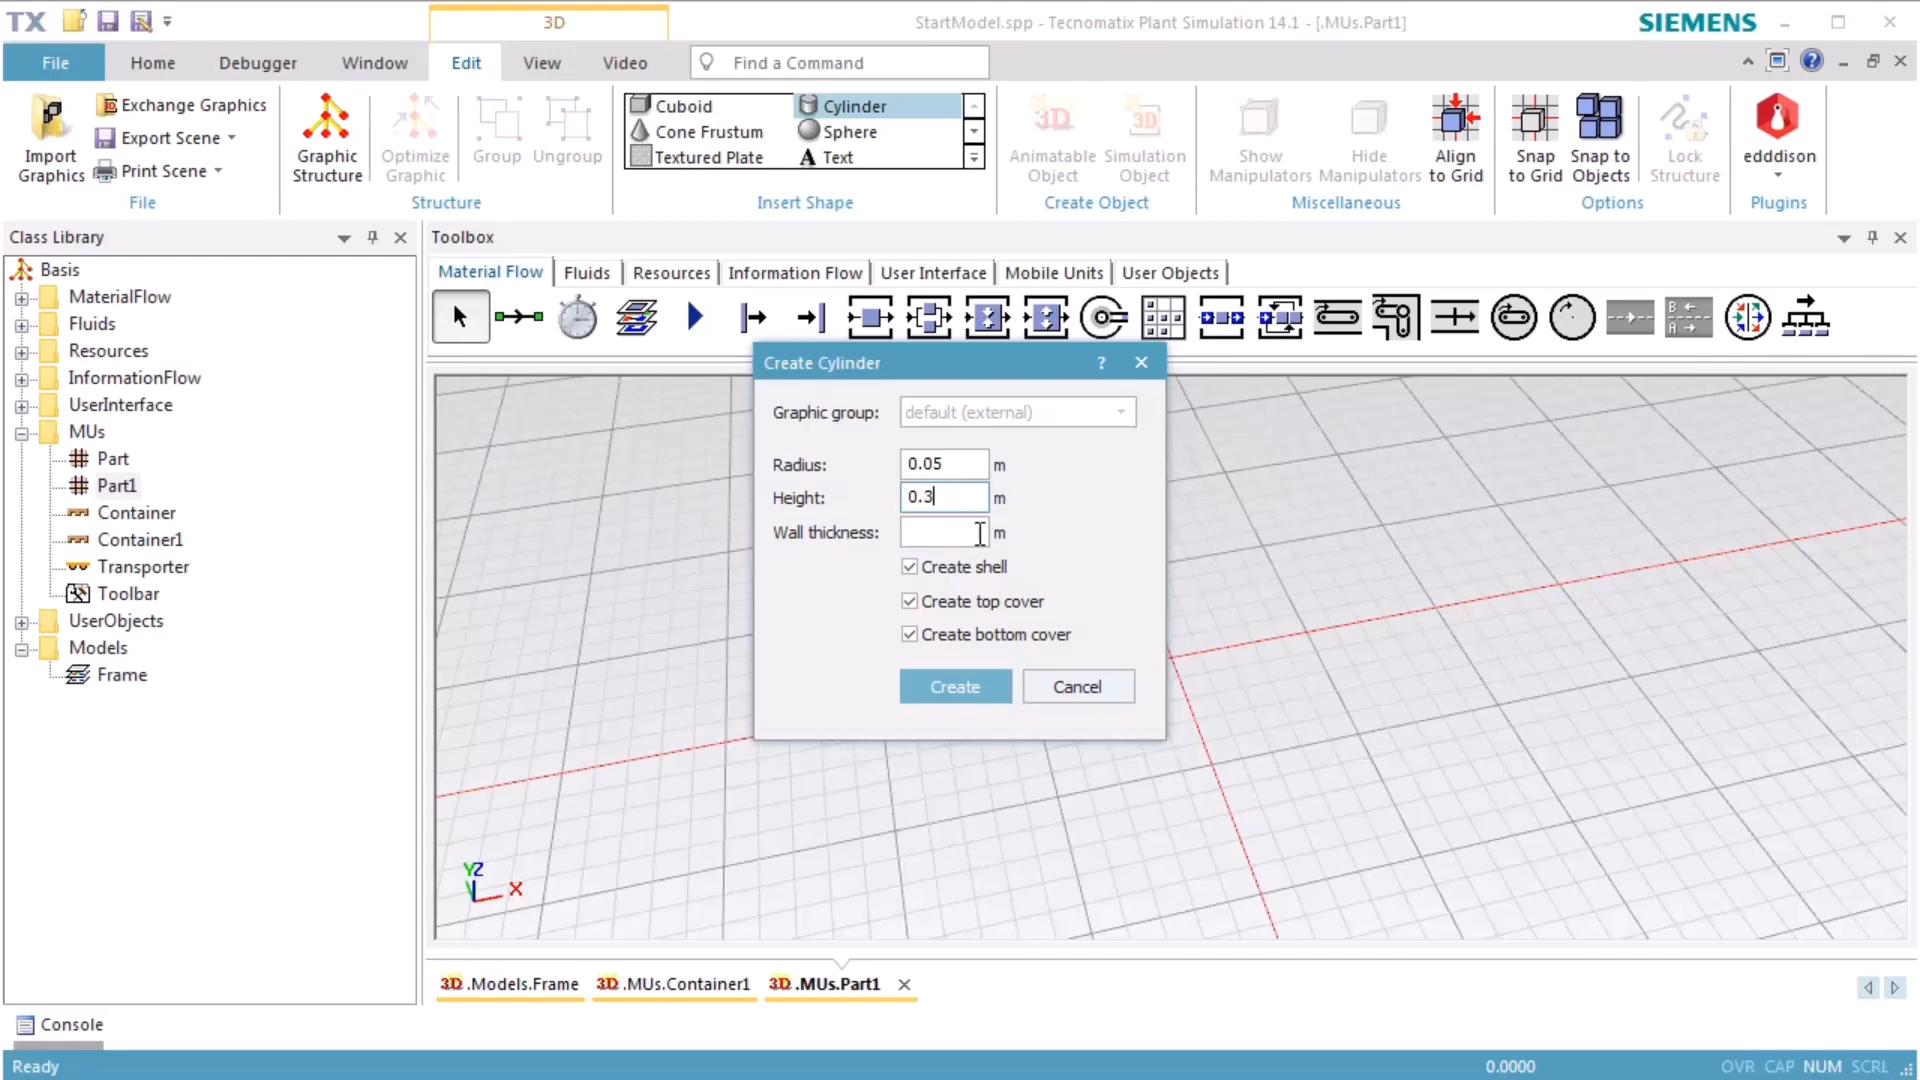 TX
3D
StartModel.spp - Tecnomatix Plant Simulation 14.1 - [.MUs.Part1]
SIEMENS
File
Home
Debugger
Window
Edit
View
Video
Find a Command
Import Graphics
Exchange Graphics
Export Scene
Print Scene
File
Graphic Structure
Optimize Graphic
Group
Ungroup
Structure
Cuboid
Cylinder
Cone Frustum
Sphere
Textured Plate
A Text
Insert Shape
3D
Animatable Object
3D
Simulation Object
Create Object
Show Manipulators
Hide Manipulators
Align to Grid
Miscellaneous
Snap to Grid
Snap to Objects
Lock Structure
Options
edddison
Plugins
Class Library
Basis
MaterialFlow
Fluids
Resources
InformationFlow
UserInterface
MUs
Part
Part1
Container
Container1
Transporter
Toolbar
UserObjects
Models
Frame
Toolbox
Material Flow
Fluids
Resources
Information Flow
User Interface
Mobile Units
User Objects
B
A
Create Cylinder
?
Graphic group: default (external)
Radius: 0.05 m
Height: 0.3 m
Wall thickness: m
Create shell
Create top cover
Create bottom cover
Create
Cancel
Y Z
X
3D .Models.Frame
3D .MUs.Container1
3D .MUs.Part1
Console
Ready
0.0000
OVR CAP NUM SCRL